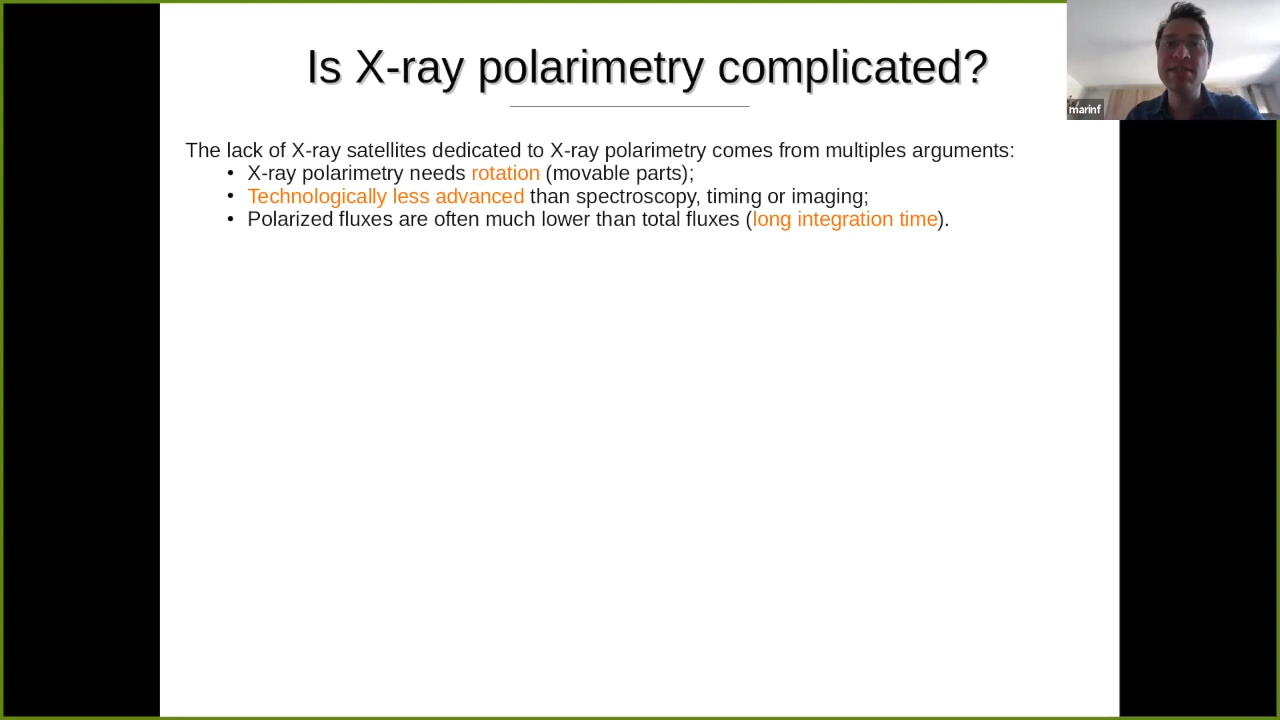 Is X-ray polarimetry complicated?
marinf
The lack of X-ray satellites dedicated to X-ray polarimetry comes from multiples arguments:
• X-ray polarimetry needs rotation (movable parts);
• Technologically less advanced than spectroscopy, timing or imaging;
• Polarized fluxes are often much lower than total fluxes (long integration time).